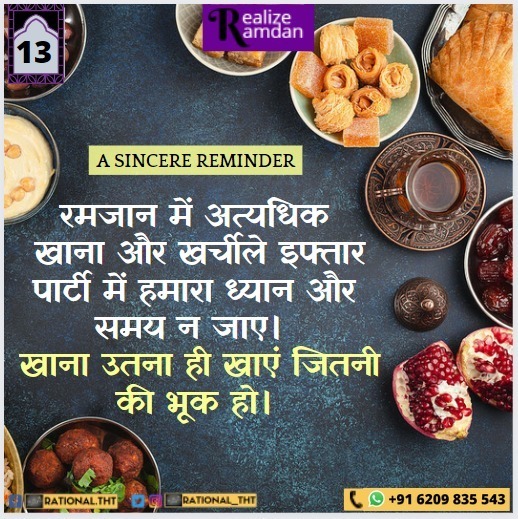 13
Realize
Ramdan
A SINCERE REMINDER
रमजान में अत्यधिक
खाना और खर्चीले इफ्तार
पार्टी में हमारा ध्यान और
समय न जाए।
खाना उतना ही खाएं जितनी
की भूक हो।
RATIONAL.THT
RATIONAL_THT
+91 6209 835 543